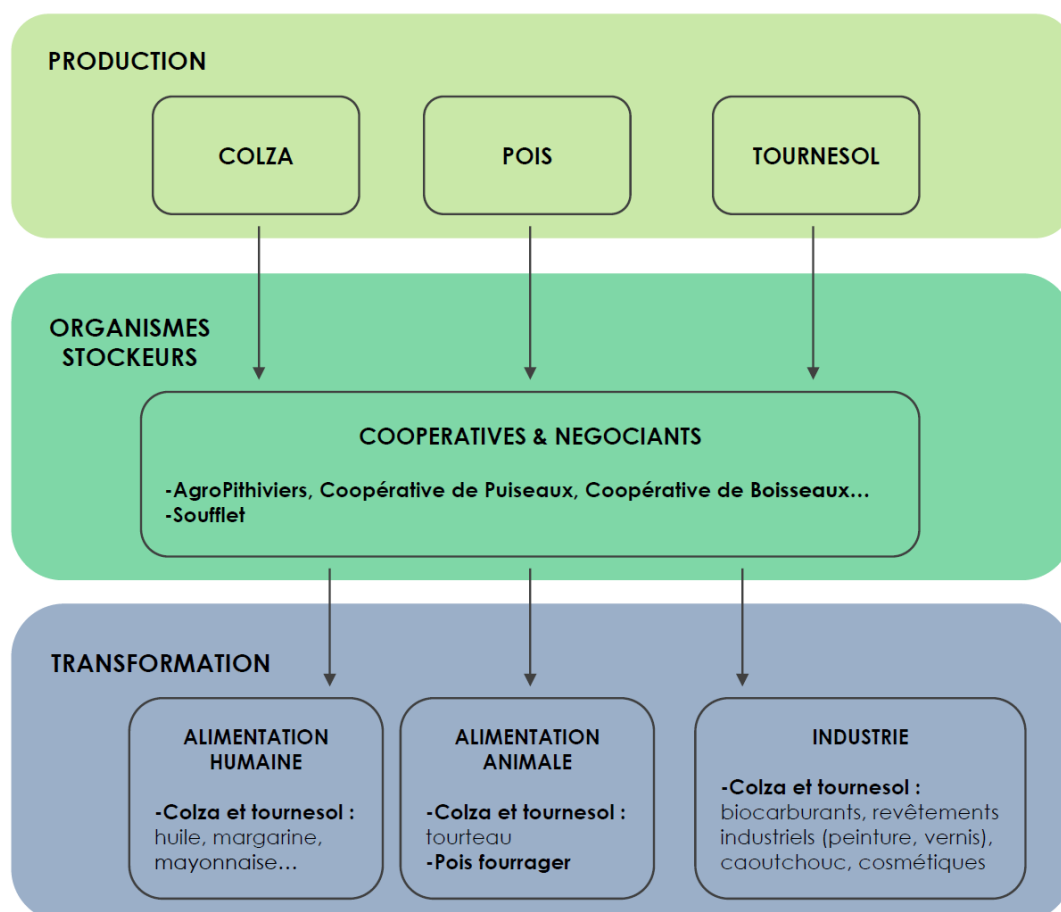 PRODUCTION
COLZA
POIS
TOURNESOL
ORGANISMES
STOCKEURS
COOPERATIVES & NEGOCIANTS
-AgroPithiviers, Coopérative de Puiseaux, Coopérative de Boisseaux…
-Soufflet
TRANSFORMATION
ALIMENTATION
HUMAINE
-Colza et tournesol :
huile, margarine,
mayonnaise…
ALIMENTATION
ANIMALE
-Colza et tournesol :
tourteau
-Pois fourrager
INDUSTRIE
-Colza et tournesol :
biocarburants, revêtements
industriels (peinture, vernis),
caoutchouc, cosmétiques